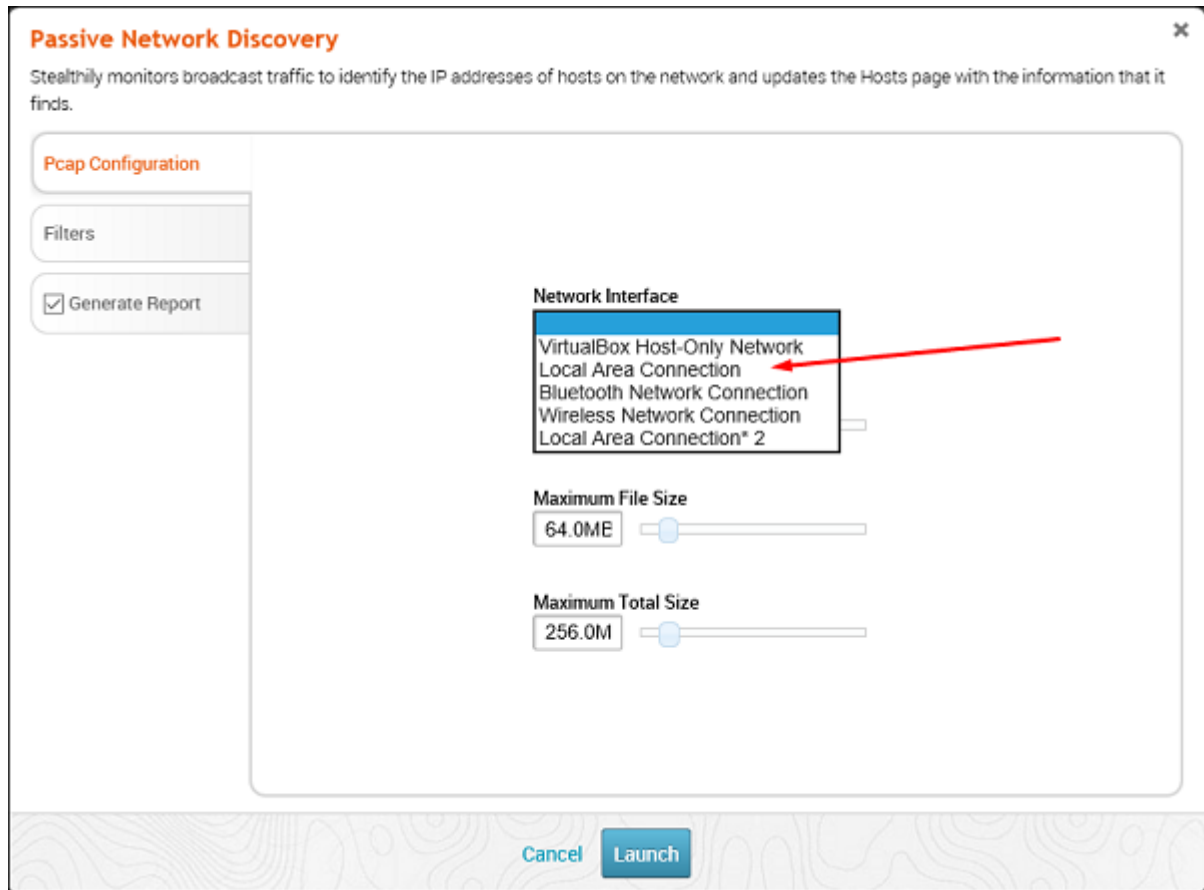 Passive Network Discovery
Stealthily monitors broadcast traffic to identify the IP addresses of hosts on the network and updates the Hosts page with the information that it
finds.
Pcap Configuration
Filters
Generate Report
Network Interface
VirtualBox Host-Only Network
Local Area Connection
Bluetooth Network Connection
Wireless Network Connection
Local Area Connection* 2
Maximum File Size
64.0MB
Maximum Total Size
256.0M
Cancel
Launch